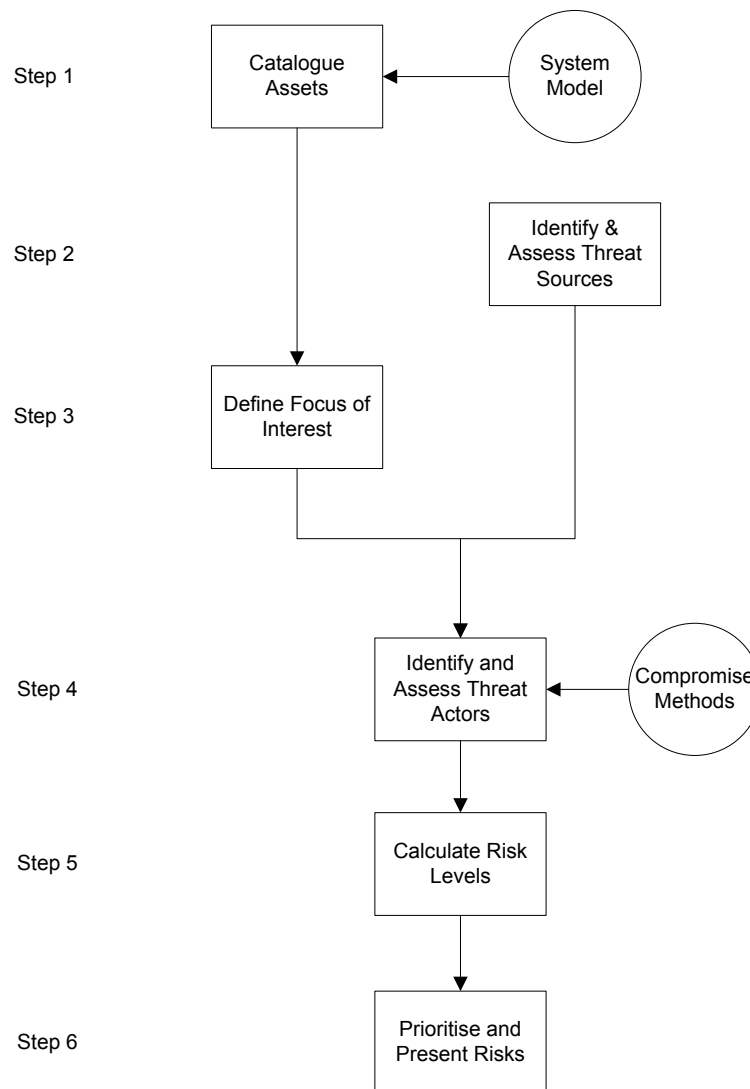 Step 1
Catalogue
Assets
System
Model
Step 2
Identify &
Assess Threat
Sources
Step 3
Define Focus of
Interest
Step 4
Identify and
Assess Threat
Actors
Compromise
Methods
Step 5
Calculate Risk
Levels
Step 6
Prioritise and
Present Risks